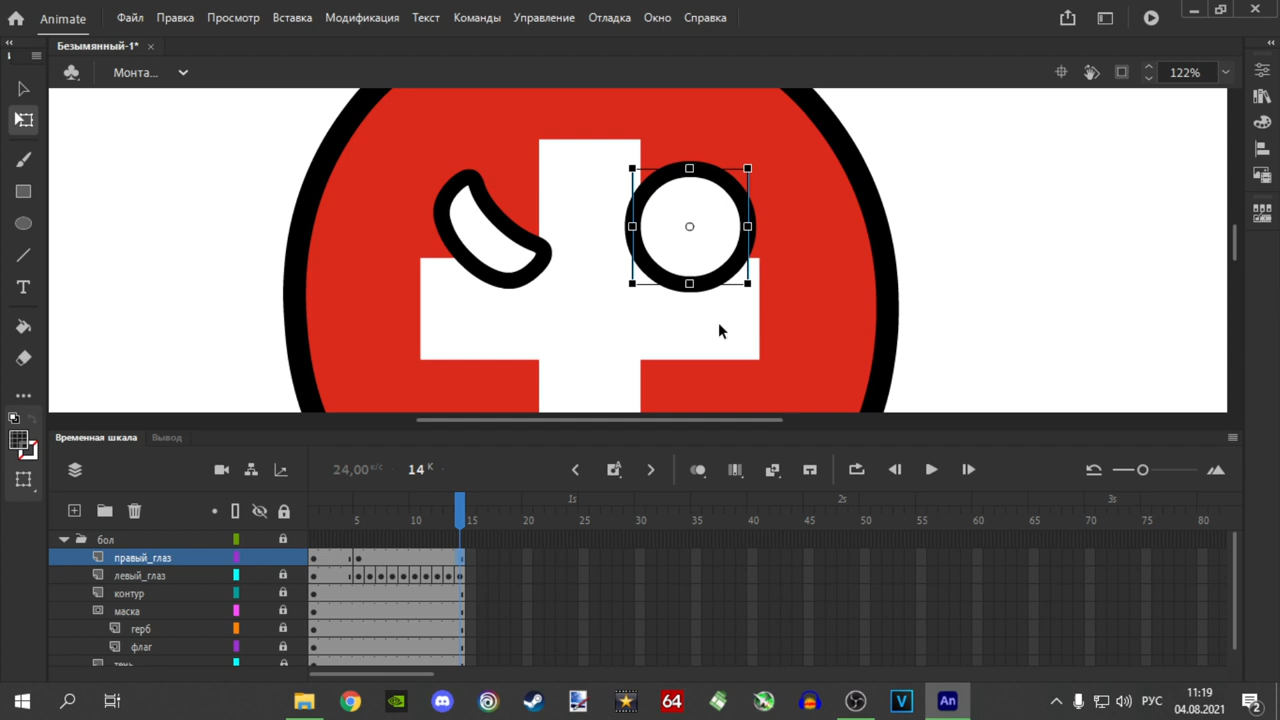 Animate Файл Правка Просмотр Вставка Модификация Текст Команды Управление Отладка Окно Справка
Безымянный-1*
Монта... 122%
Временная шкала Вывод
24,00 к/с 14 К
1s 2s 3s
5 10 15 20 25 30 35 40 45 50 55 60 65 70 75 80
бол
правый_глаз
левый_глаз
контур
маска
герб
флаг
тень
64 V An РУС 11:19
04.08.2021 2